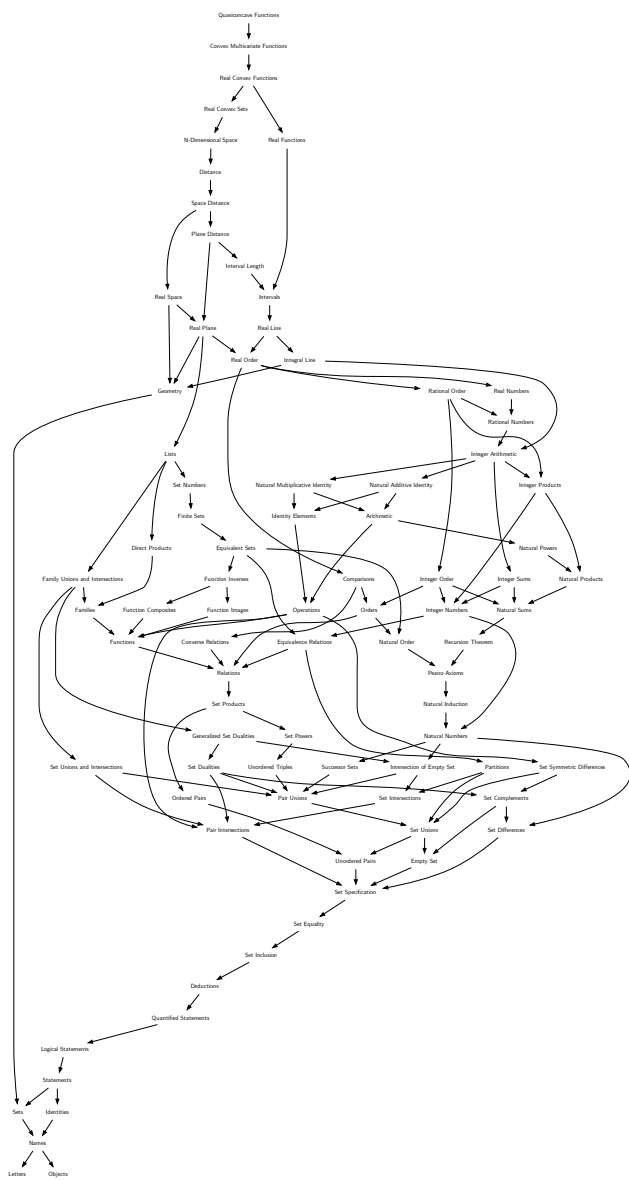 Quasiconcave Functions
Convex Multivariate Functions
Real Convex Functions
Real Convex Sets
N-Dimensional Space
Real Functions
Distance
Space Distance
Plane Distance
Interval Length
Real Space
Intervals
Real Plane
Real Line
Real Order
Integral Line
Geometry
Rational Order
Real Numbers
Rational Numbers
Lists
Integer Arithmetic
Set Numbers
Natural Multiplicative Identity
Natural Additive Identity
Integer Products
Finite Sets
Identity Elements
Arithmetic
Direct Products
Equivalent Sets
Natural Powers
Family Unions and Intersections
Function Inverses
Comparisons
Integer Order
Integer Sums
Natural Products
Families
Function Composites
Function Images
Operations
Orders
Integer Numbers
Natural Sums
Functions
Converse Relations
Equivalence Relations
Natural Order
Recursion Theorem
Relations
Peano Axioms
Set Products
Natural Induction
Generalized Set Dualities
Set Powers
Natural Numbers
Set Unions and Intersections
Set Dualities
Unordered Triples
Successor Sets
Intersection of Empty Set
Partitions
Set Symmetric Differences
Ordered Pairs
Pair Unions
Set Intersections
Set Complements
Pair Intersections
Set Unions
Set Differences
Unordered Pairs
Empty Set
Set Specification
Set Equality
Set Inclusion
Deductions
Quantified Statements
Logical Statements
Statements
Sets
Identities
Names
Letters
Objects